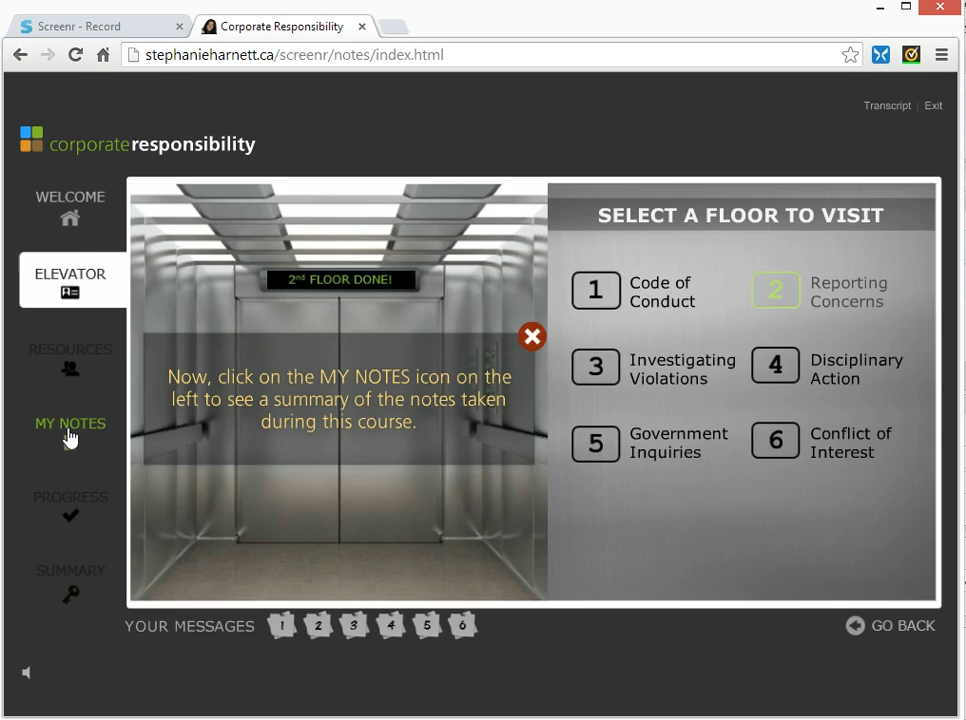 Screenr - Record
Corporate Responsibility
stephanieharnett.ca/screenr/notes/index.html
Transcript | Exit
corporateresponsibility
WELCOME
ELEVATOR
RESOURCES
MY NOTES
PROGRESS
SUMMARY
2nd FLOOR DONE!
Now, click on the MY NOTES icon on the
left to see a summary of the notes taken
during this course.
SELECT A FLOOR TO VISIT
1 Code of
Conduct
2 Reporting
Concerns
3 Investigating
Violations
4 Disciplinary
Action
5 Government
Inquiries
6 Conflict of
Interest
YOUR MESSAGES 1 2 3 4 5 6
GO BACK